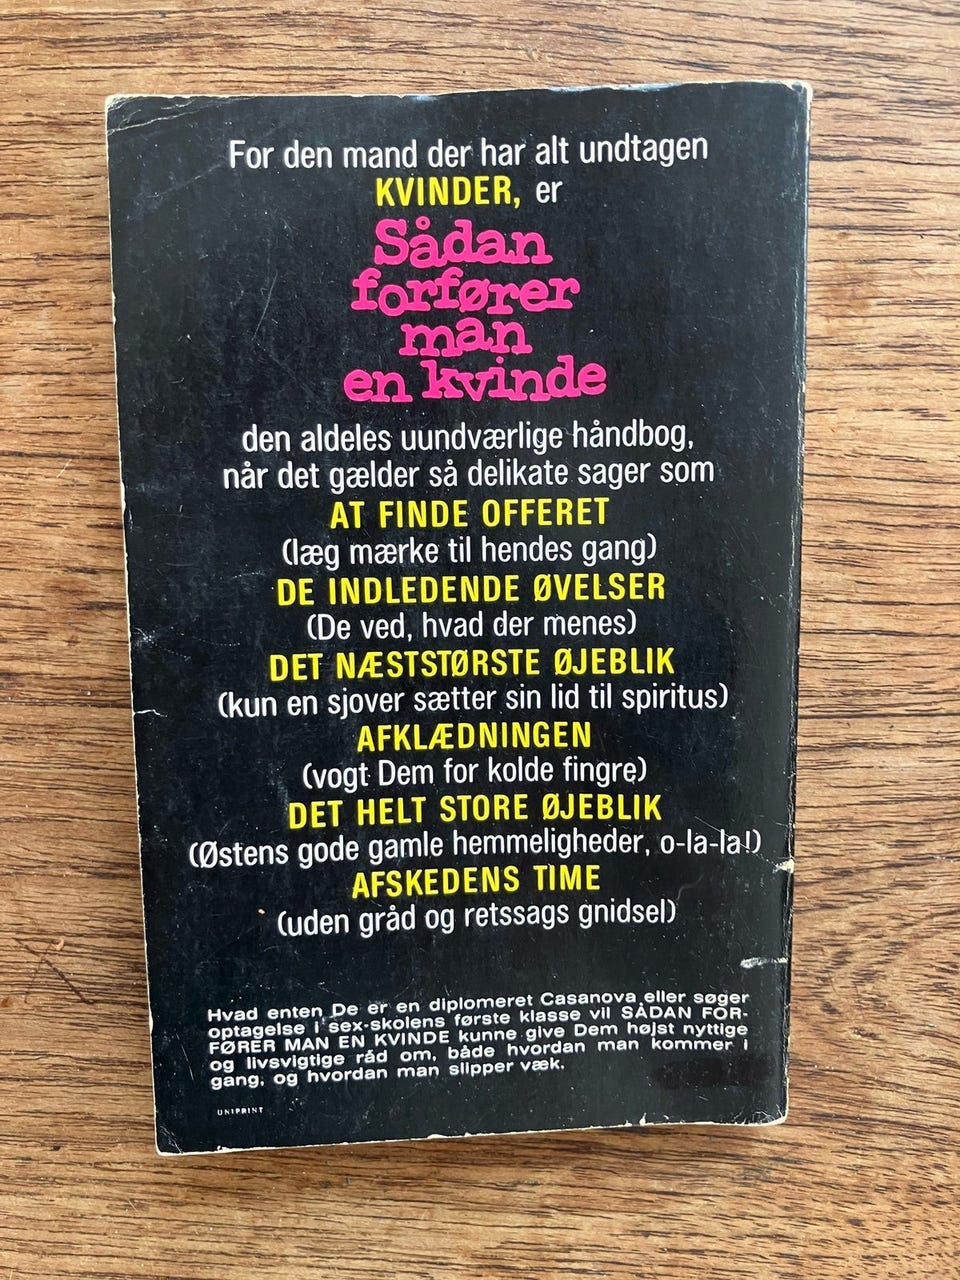 For den mand der har alt undtagen
KVINDER, er
Sådan
forfører
man
en kvinde
den aldeles uundværlige håndbog,
når det gælder så delikate sager som
AT FINDE OFFERET
(læg mærke til hendes gang)
DE INDLEDENDE ØVELSER
(De ved, hvad der menes)
DET NÆSTSTØRSTE ØJEBLIK
(kun en sjover sætter sin lid til spiritus)
AFKLÆDNINGEN
(vogt Dem for kolde fingre)
DET HELT STORE ØJEBLIK
(Østens gode gamle hemmeligheder, o-la-la!)
AFSKEDENS TIME
(uden gråd og retssags gnidsel)
Hvad enten De er en diplomeret Casanova eller søger
optagelse i sex-skolens første klasse vil SÅDAN FOR-
FØRER MAN EN KVINDE kunne give Dem højst nyttige
og livsvigtige råd om, både hvordan man kommer i
gang, og hvordan man slipper væk.
UNIPRINT